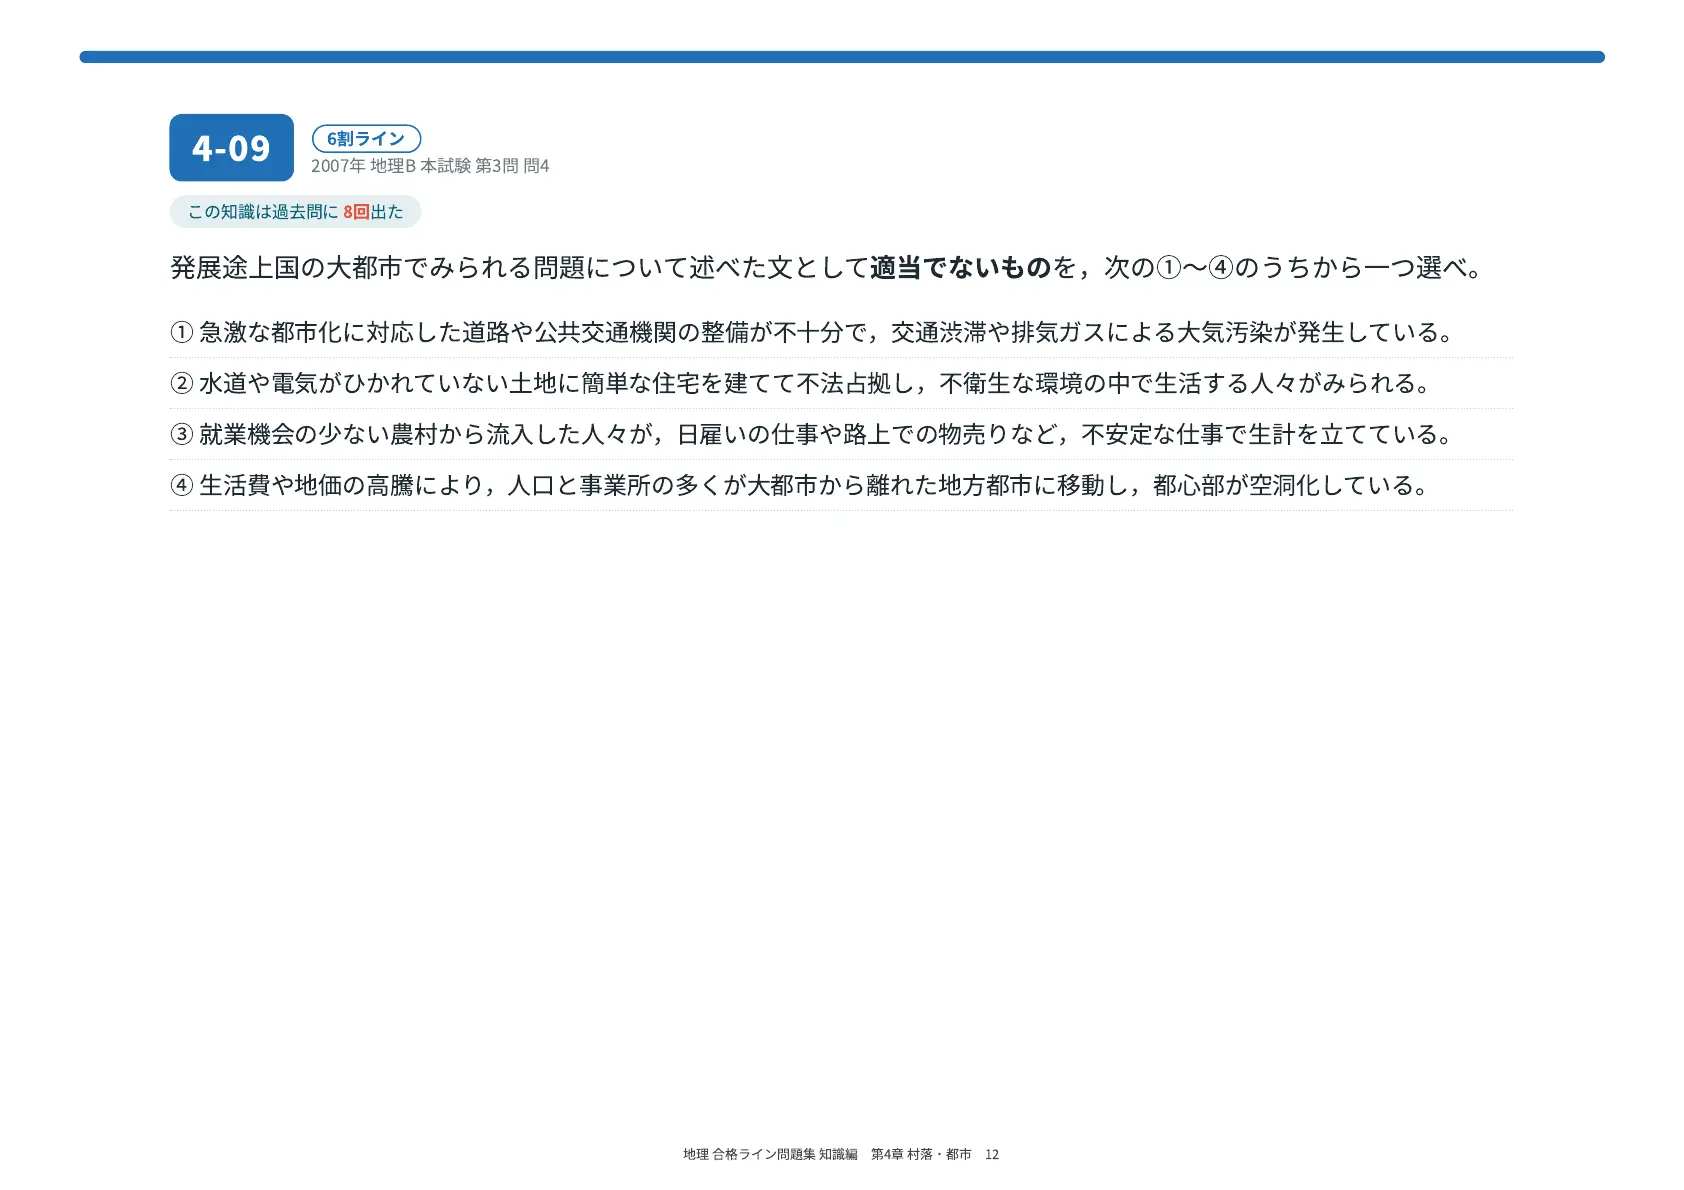 4-09
6割ライン
2007年 地理B 本試験 第3問 問4
この知識は過去問に 8回出た
発展途上国の大都市でみられる問題について述べた文として適当でないものを，次の①〜④のうちから一つ選べ。
① 急激な都市化に対応した道路や公共交通機関の整備が不十分で，交通渋滞や排気ガスによる大気汚染が発生している。
② 水道や電気がひかれていない土地に簡単な住宅を建てて不法占拠し，不衛生な環境の中で生活する人々がみられる。
③ 就業機会の少ない農村から流入した人々が，日雇いの仕事や路上での物売りなど，不安定な仕事で生計を立てている。
④ 生活費や地価の高騰により，人口と事業所の多くが大都市から離れた地方都市に移動し，都心部が空洞化している。
地理 合格ライン問題集 知識編　第4章 村落・都市　12